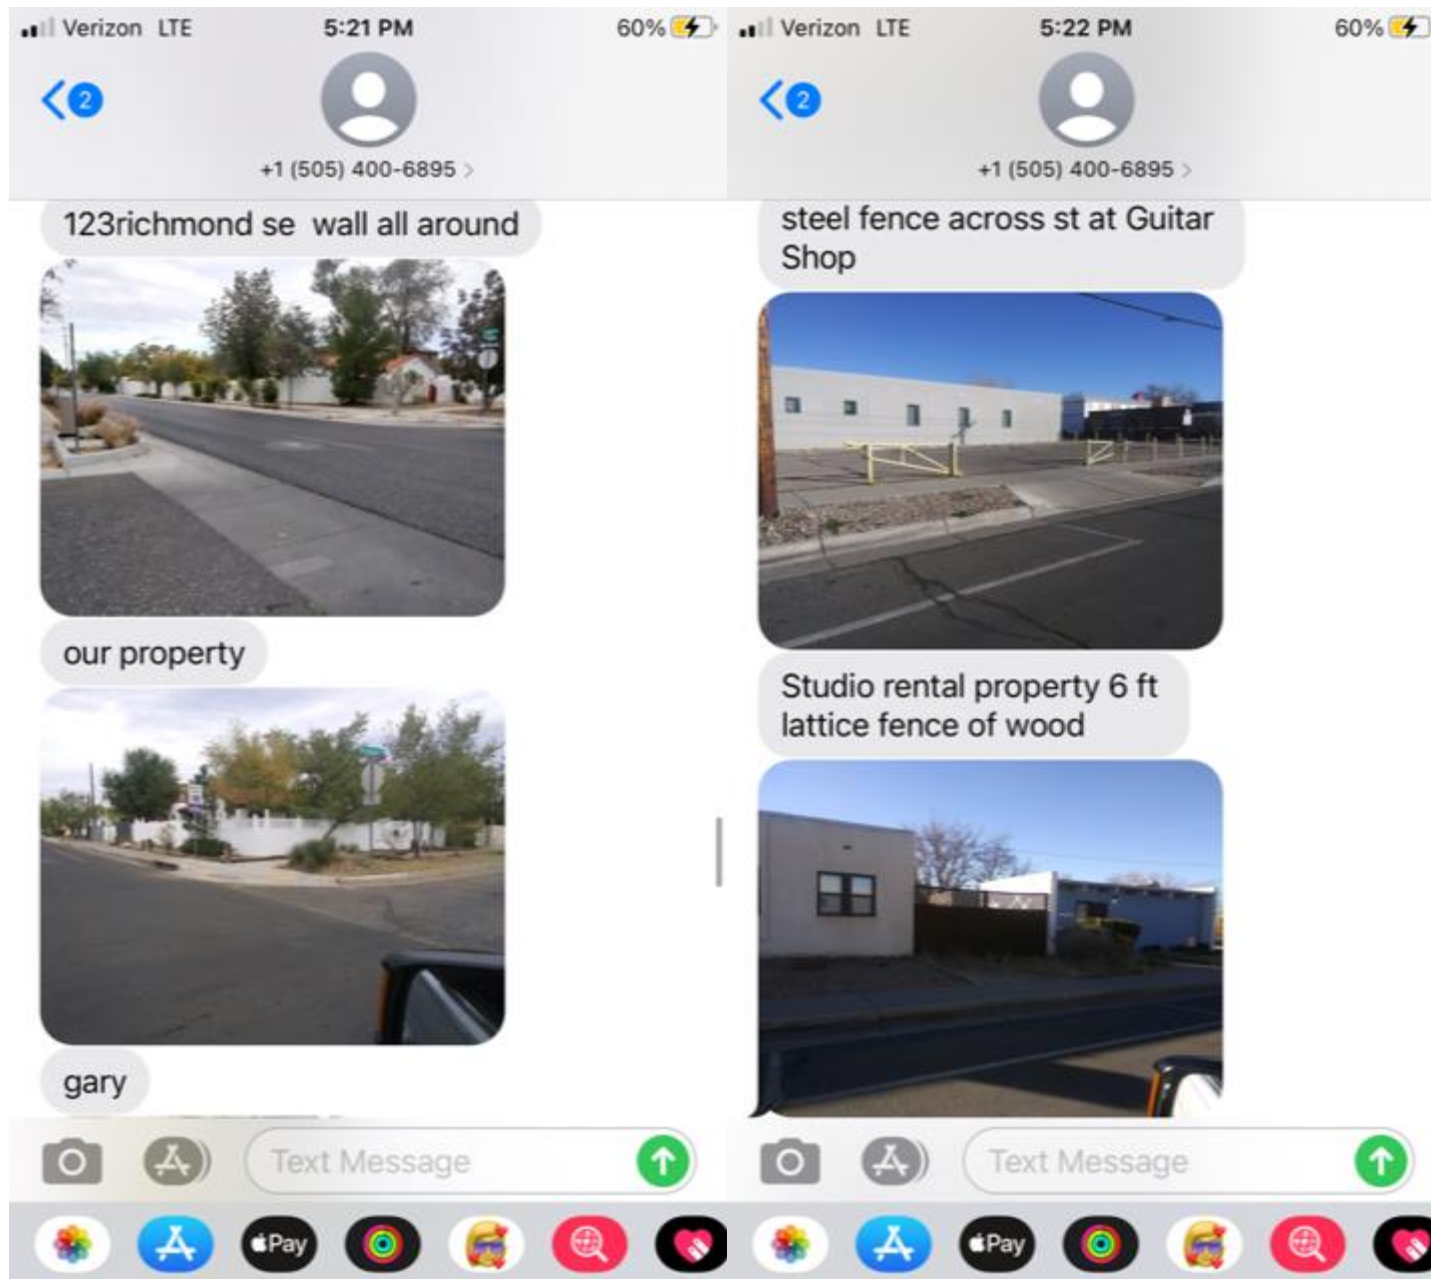 Verizon LTE 5:21 PM 60%
2
+1 (505) 400-6895 >
123richmond se wall all around
our property
gary
Text Message
Pay
Verizon LTE 5:22 PM 60%
2
+1 (505) 400-6895 >
steel fence across st at Guitar
Shop
Studio rental property 6 ft
lattice fence of wood
Text Message
Pay